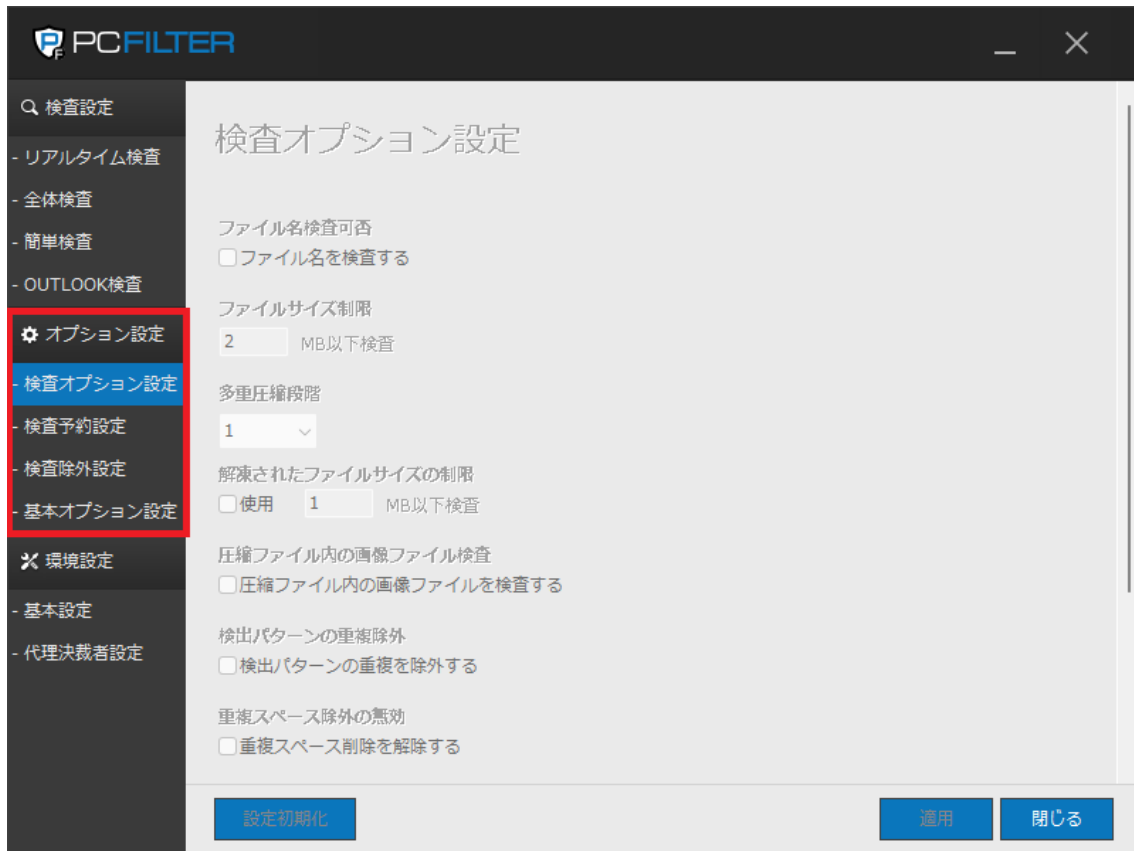 PCFILTER
検査設定
- リアルタイム検査
- 全体検査
- 簡単検査
- OUTLOOK検査
オプション設定
- 検査オプション設定
- 検査予約設定
- 検査除外設定
- 基本オプション設定
環境設定
- 基本設定
- 代理決裁者設定
検査オプション設定
ファイル名検査可否
ファイル名を検査する
ファイルサイズ制限
2 MB以下検査
多重圧縮段階
1
解凍されたファイルサイズの制限
使用 1 MB以下検査
圧縮ファイル内の画像ファイル検査
圧縮ファイル内の画像ファイルを検査する
検出パターンの重複除外
検出パターンの重複を除外する
重複スペース除外の無効
重複スペース削除を解除する
設定初期化 適用 閉じる